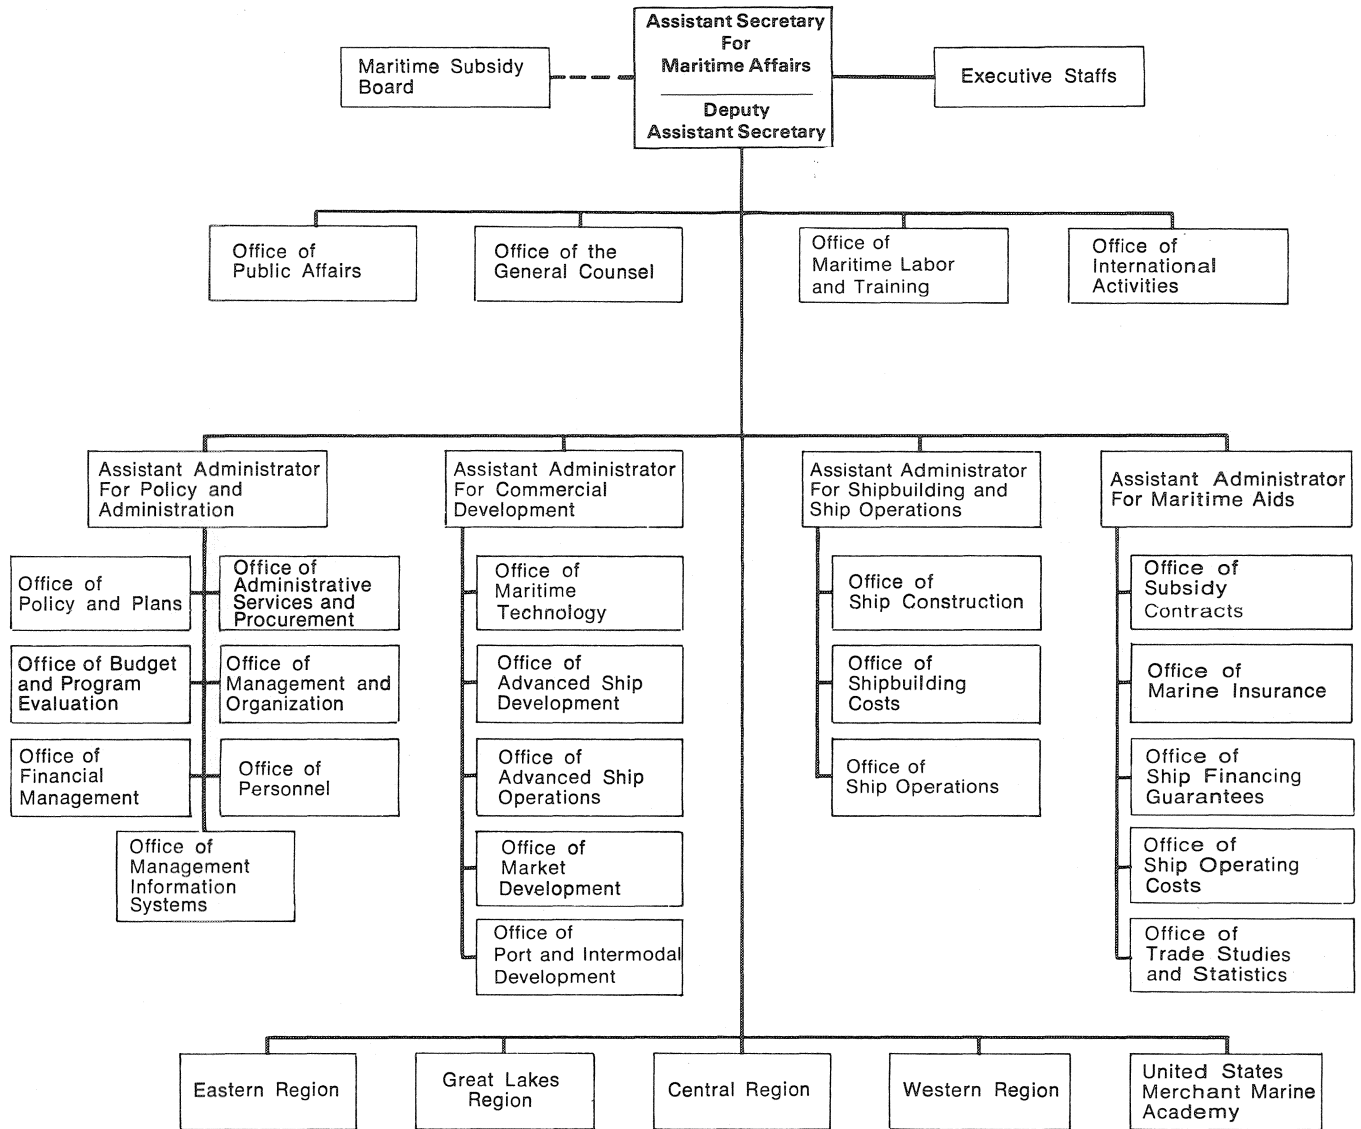 Assistant Secretary
For
Maritime Affairs
Deputy
Assistant Secretary
Maritime Subsidy
Board
Executive Staffs
Office of
Public Affairs
Office of the
General Counsel
Office of
Maritime Labor
and Training
Office of
International
Activities
Assistant Administrator
For Policy and
Administration
Assistant Administrator
For Commercial
Development
Assistant Administrator
For Shipbuilding and
Ship Operations
Assistant Administrator
For Maritime Aids
Office of
Policy and Plans
Office of
Administrative
Services and
Procurement
Office of Budget
and Program
Evaluation
Office of
Management and
Organization
Office of
Financial
Management
Office of
Personnel
Office of
Management
Information
Systems
Office of
Maritime
Technology
Office of
Advanced Ship
Development
Office of
Advanced Ship
Operations
Office of
Market
Development
Office of
Port and Intermodal
Development
Office of
Ship Construction
Office of
Shipbuilding
Costs
Office of
Ship Operations
Office of
Subsidy
Contracts
Office of
Marine Insurance
Office of
Ship Financing
Guarantees
Office of
Ship Operating
Costs
Office of
Trade Studies
and Statistics
Eastern Region
Great Lakes
Region
Central Region
Western Region
United States
Merchant Marine
Academy